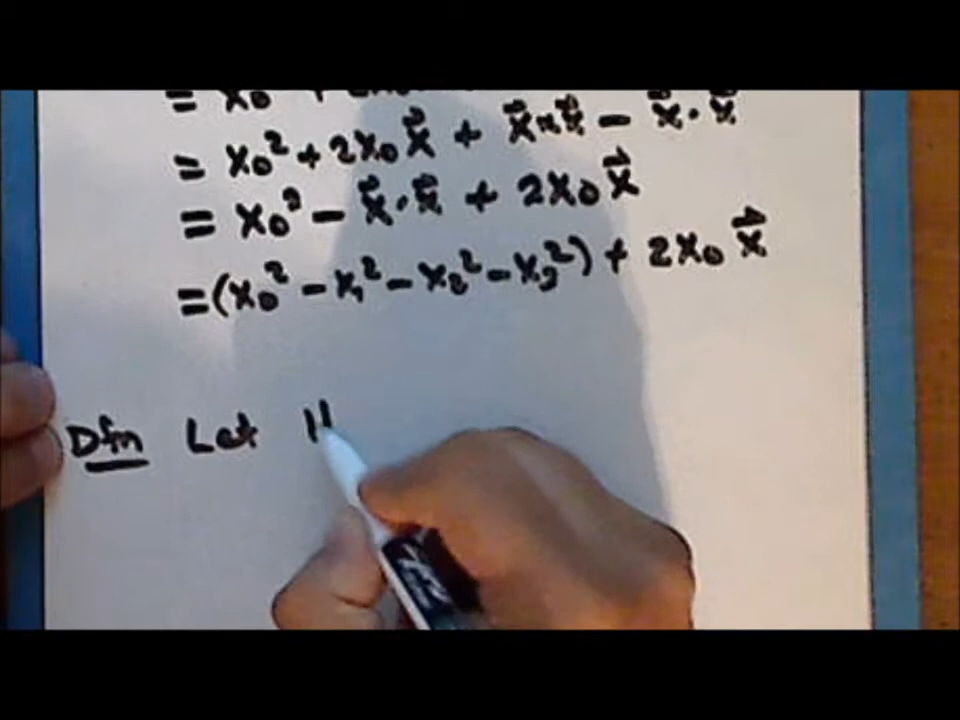 = x₀² + 2x₀x⃗ + x⃗×x⃗ − x⃗·x⃗
= x₀² − x⃗·x⃗ + 2x₀x⃗
=(x₀² − x₁² − x₂² − x₃²) + 2x₀x⃗
Dfn Let